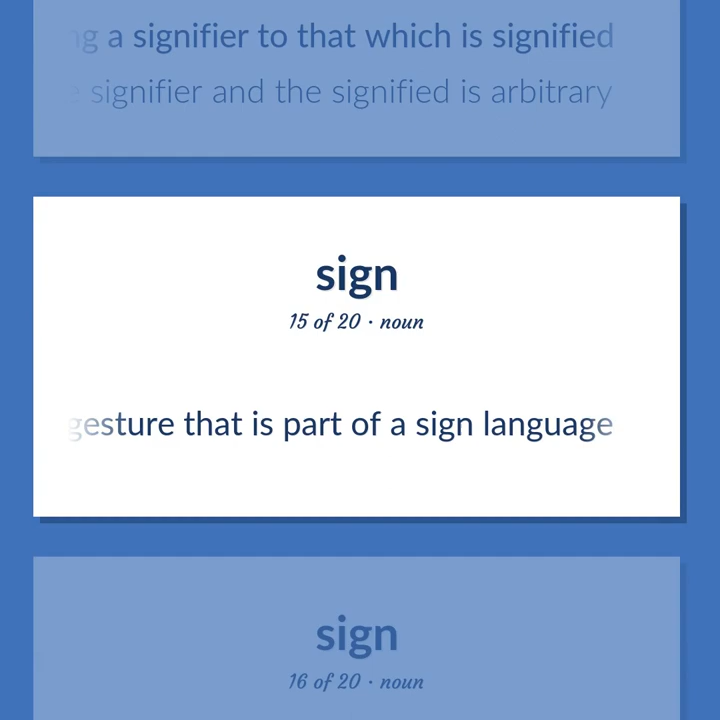 a signifier to that which is signified
signifier and the signified is arbitrary
sign
15 of 20 · noun
gesture that is part of a sign language
sign
16 of 20 · noun